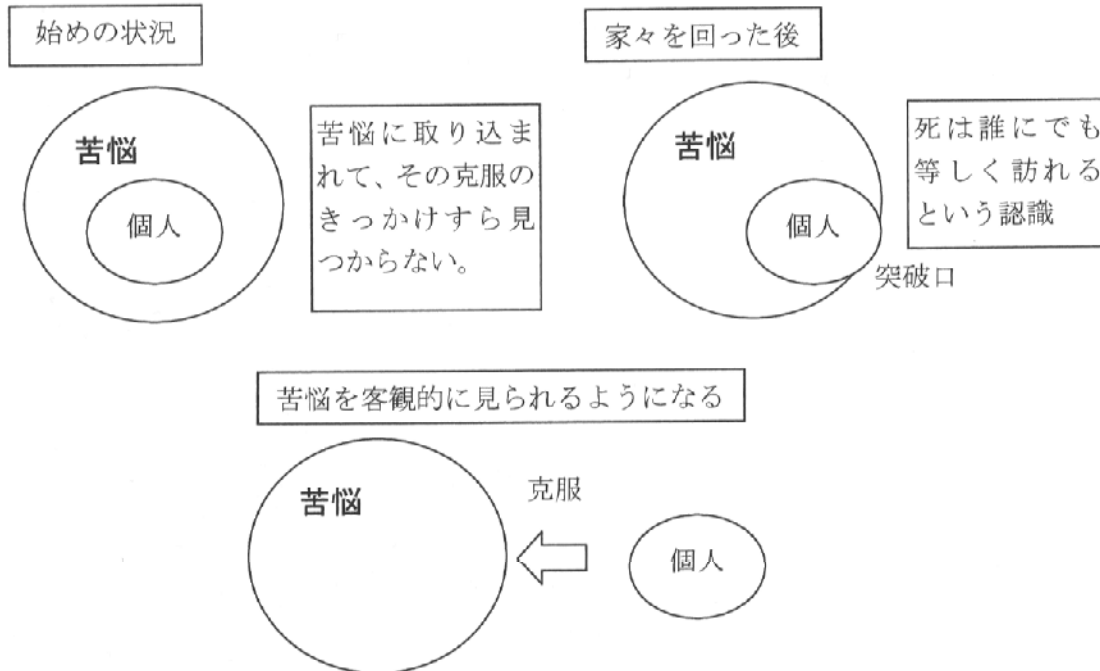 始めの状況
苦悩
個人
苦悩に取り込ま
れて、その克服の
きっかけすら見
つからない。
家々を回った後
苦悩
個人
突破口
死は誰にでも
等しく訪れる
という認識
苦悩を客観的に見られるようになる
苦悩
克服
個人